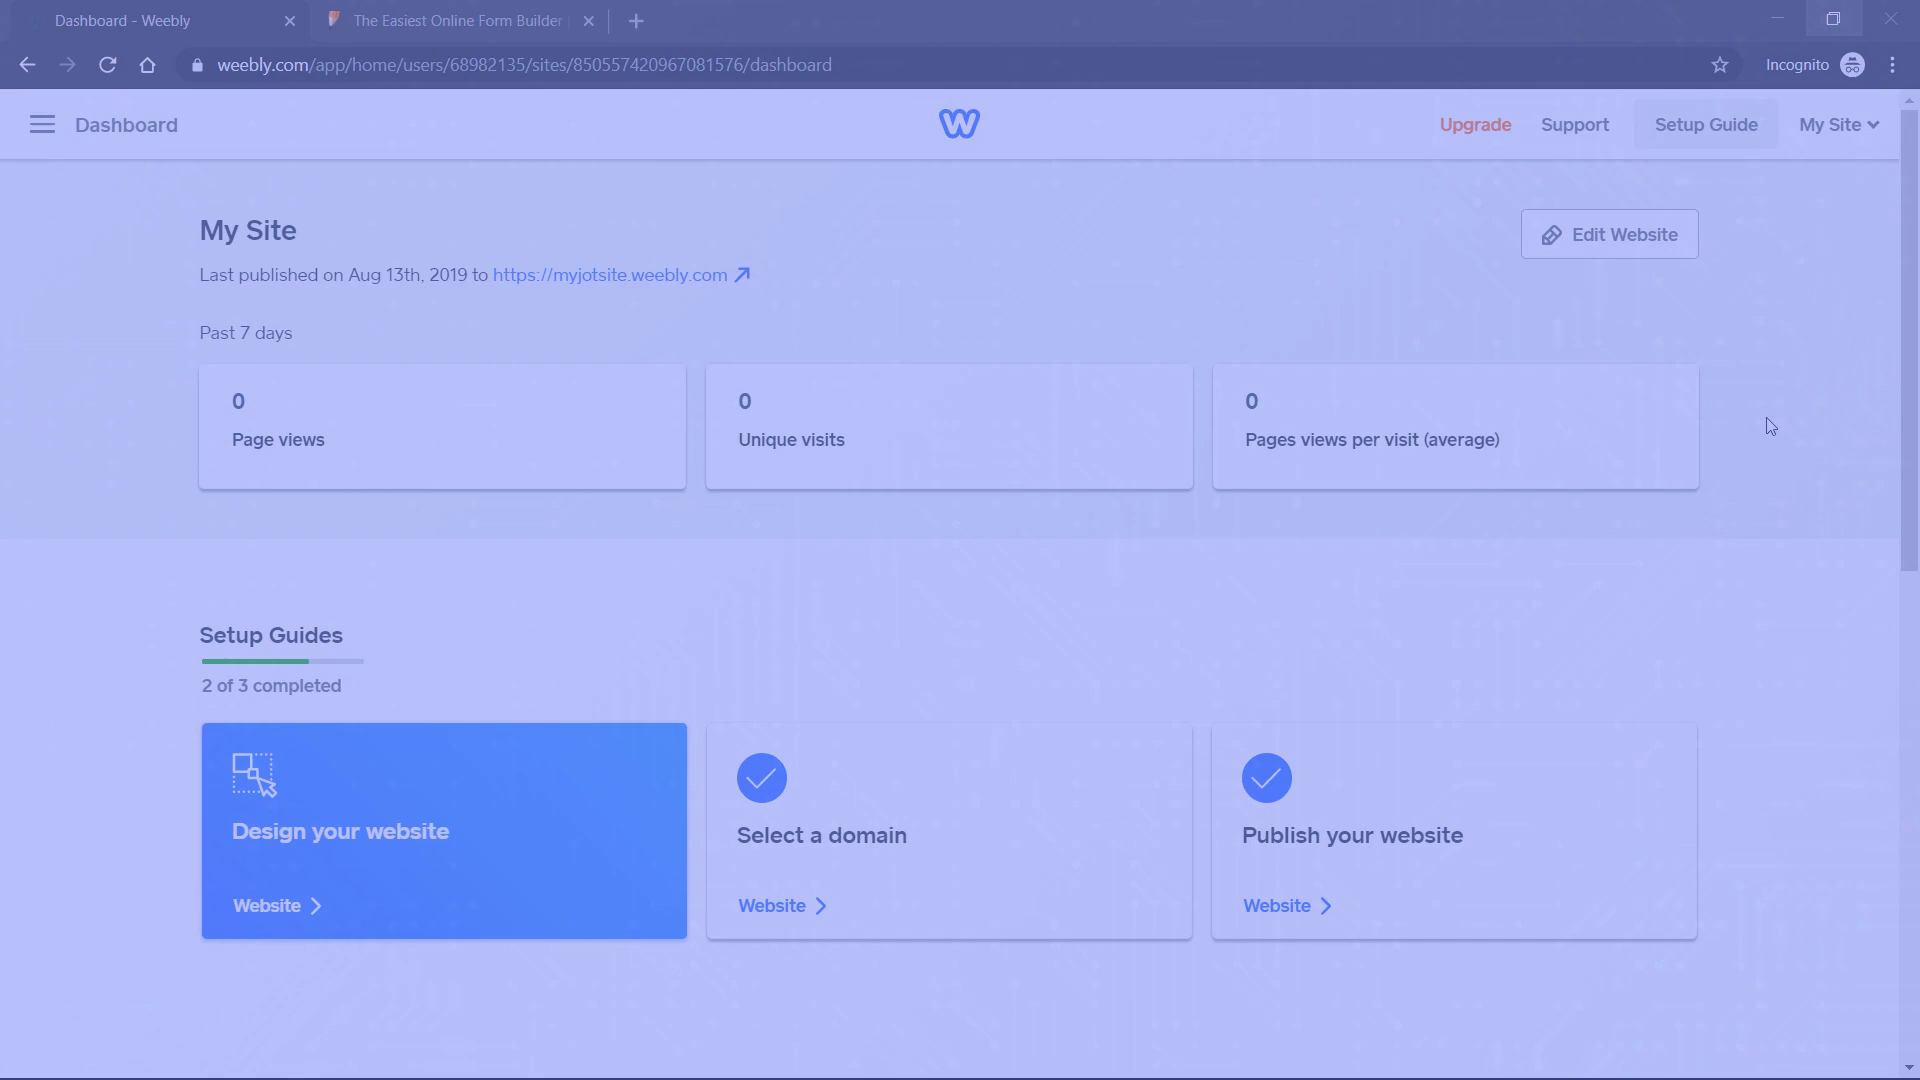 Dashboard - Weebly
The Easiest Online Form Builder
weebly.com/app/home/users/68982135/sites/850557420967081576/dashboard
Incognito
Dashboard
W
Upgrade
Support
Setup Guide
My Site
My Site
Edit Website
Last published on Aug 13th, 2019 to https://myjotsite.weebly.com
Past 7 days
0
Page views
0
Unique visits
0
Pages views per visit (average)
Setup Guides
2 of 3 completed
Design your website
Website
Select a domain
Website
Publish your website
Website